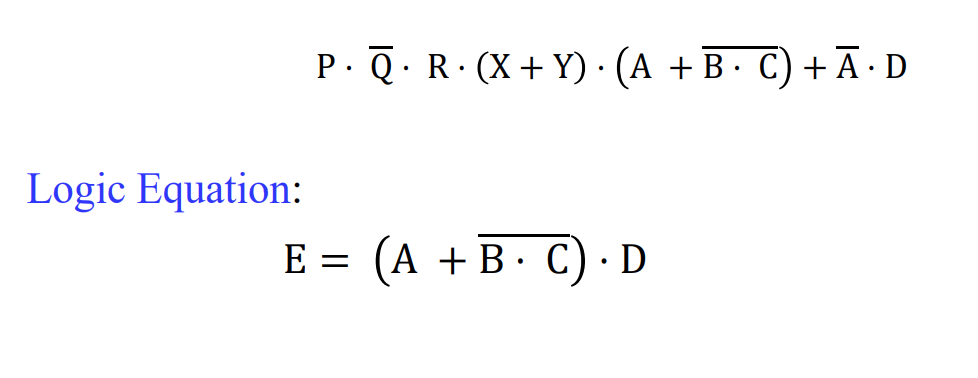 P · Q̅ · R · (X + Y) · (A + B̅ ̅·̅ ̅C̅) + A̅ · D
Logic Equation:
E = (A + B̅ ̅·̅ ̅C̅) · D